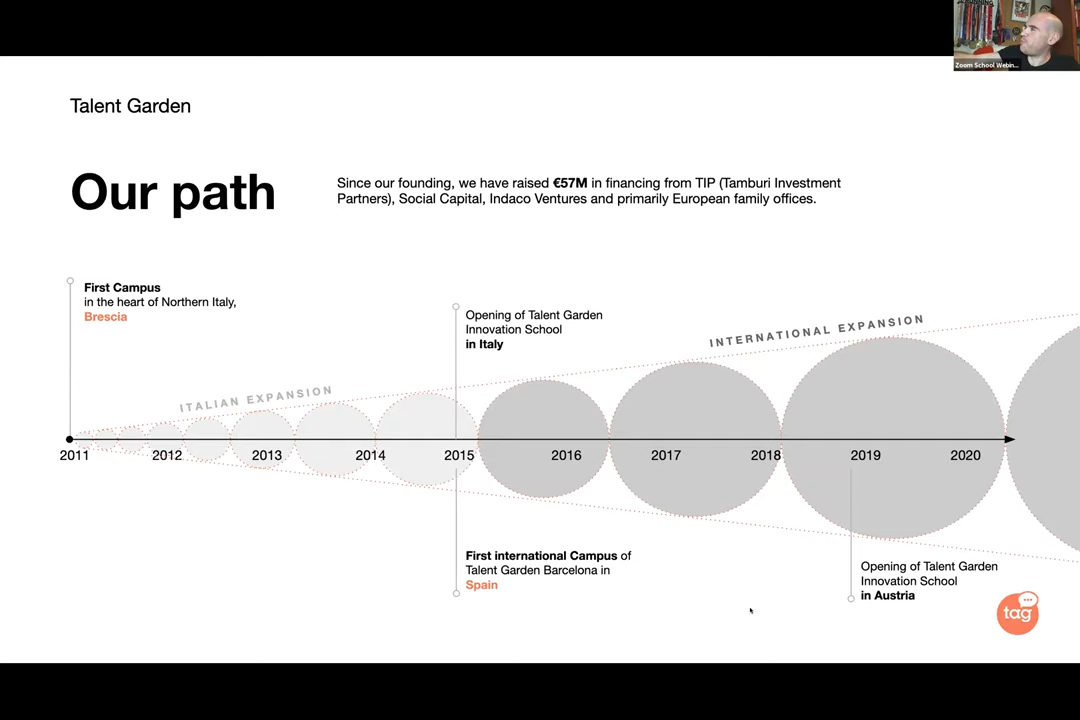 Zoom School Webin...
Talent Garden
Our path
Since our founding, we have raised €57M in financing from TIP (Tamburi Investment
Partners), Social Capital, Indaco Ventures and primarily European family offices.
First Campus
in the heart of Northern Italy,
Brescia
Opening of Talent Garden
Innovation School
in Italy
INTERNATIONAL EXPANSION
ITALIAN EXPANSION
2011 2012 2013 2014 2015 2016 2017 2018 2019 2020
First international Campus of
Talent Garden Barcelona in
Spain
Opening of Talent Garden
Innovation School
in Austria
tag